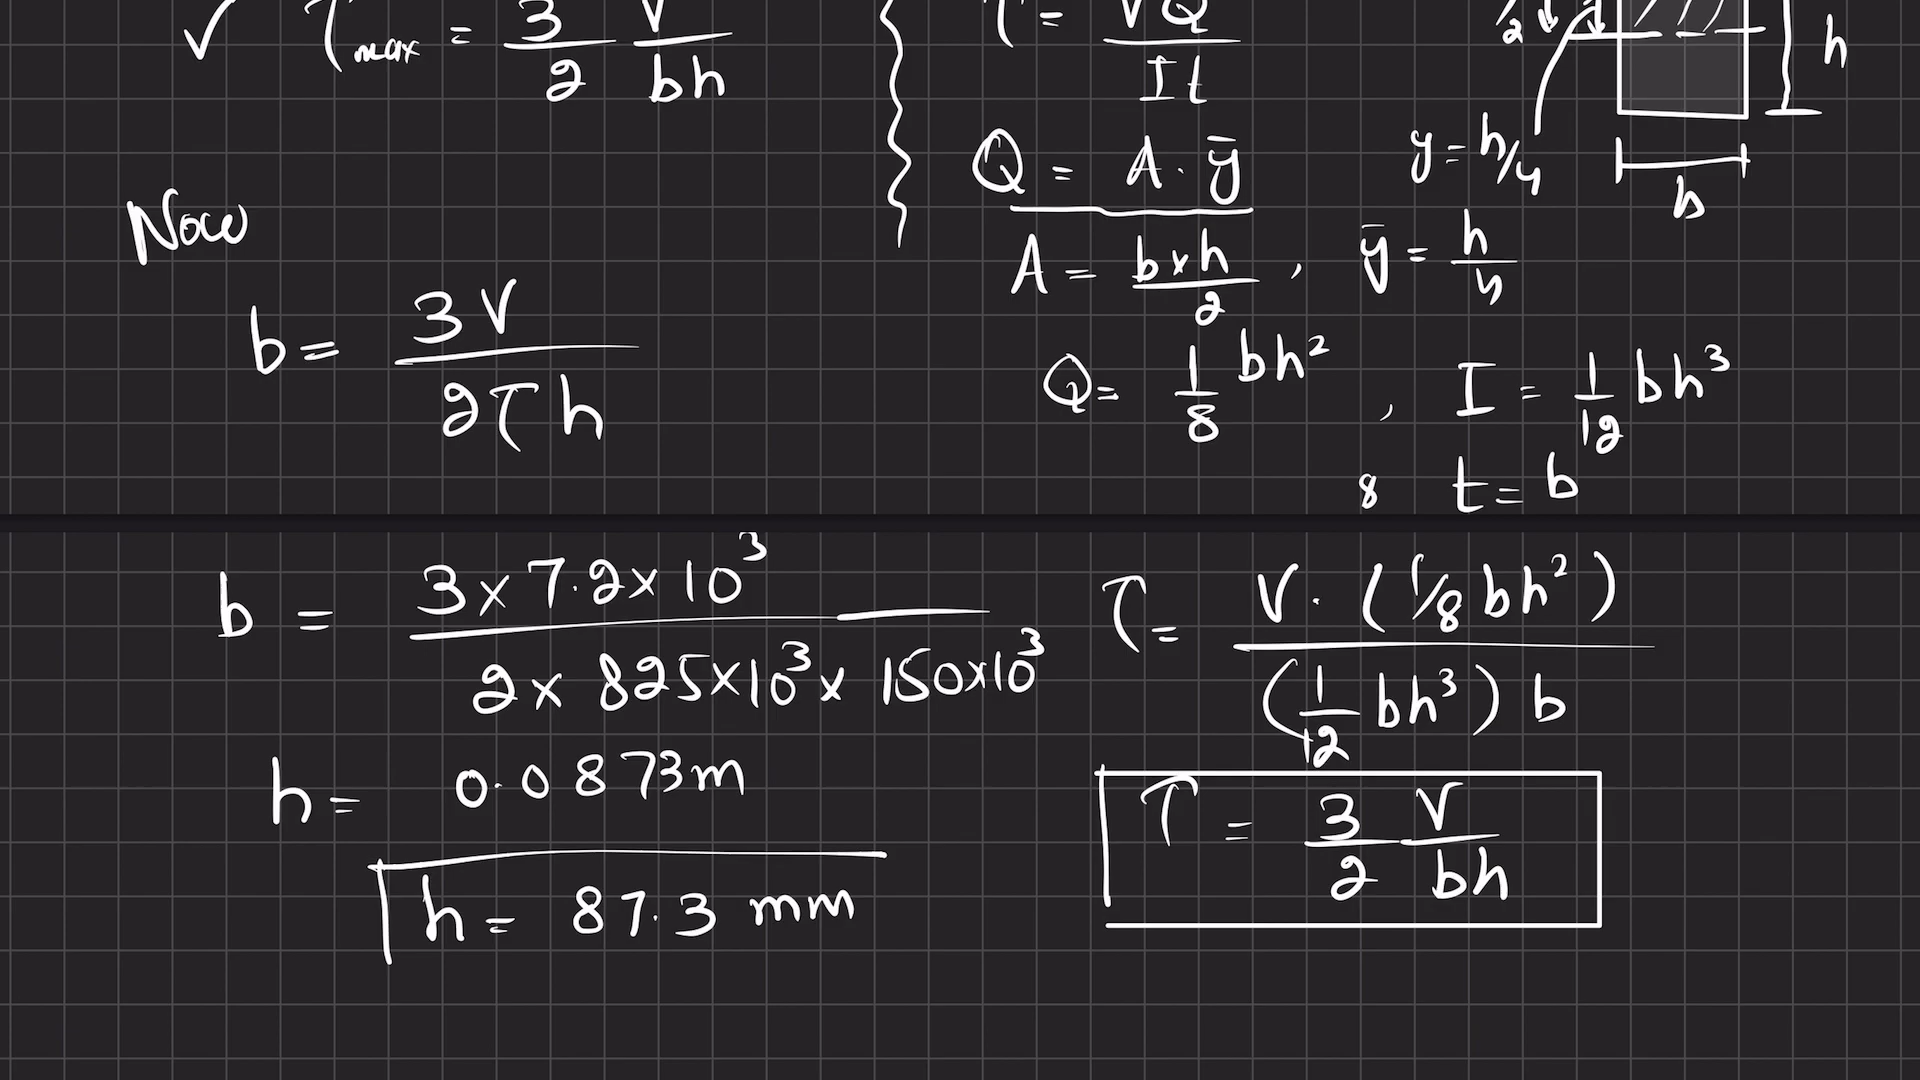 ✓ τmax = 3/2 V/bh
Now
b = 3V / 2τh
b = 3 × 7.2 × 10³ / 2 × 825×10³ × 150×10³
h = 0.0873m
h = 87.3 mm
τ = VQ / It
Q = A · ȳ
A = b×h/2 , ȳ = h/4
Q = 1/8 bh² , I = 1/12 bh³
8 t = b
τ = V · (1/8 bh²) / (1/12 bh³) b
τ = 3/2 V/bh
h
y = h/4
b